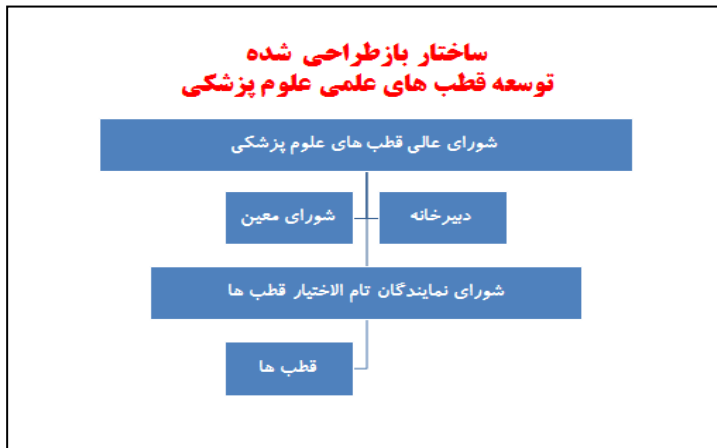 ساختار بازطراحی شده
توسعه قطب های علمی علوم پزشکی
شورای عالی قطب های علوم پزشکی
دبیرخانه
شورای معین
شورای نمایندگان تام الاختیار قطب ها
قطب ها